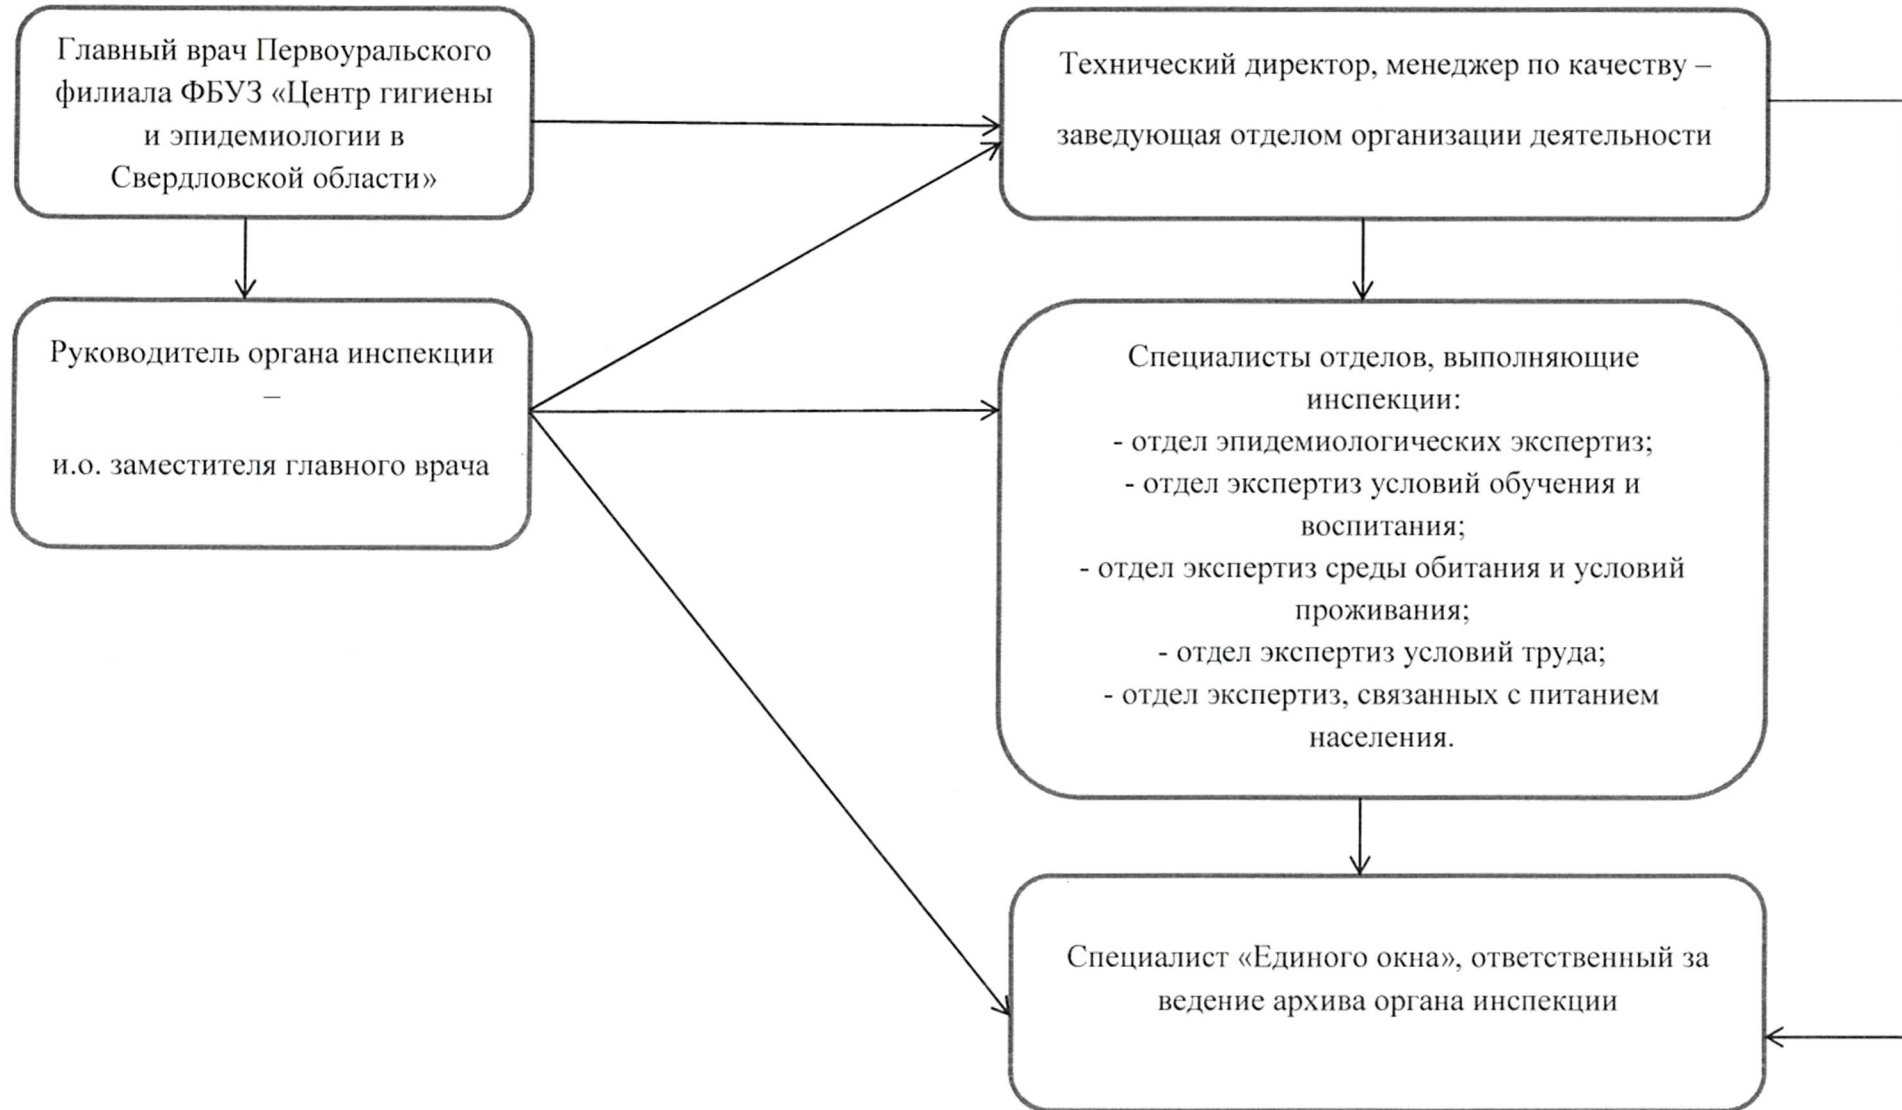 Главный врач Первоуральского
филиала ФБУЗ «Центр гигиены
и эпидемиологии в
Свердловской области»
Технический директор, менеджер по качеству –
заведующая отделом организации деятельности
Руководитель органа инспекции
–
и.о. заместителя главного врача
Специалисты отделов, выполняющие
инспекции:
- отдел эпидемиологических экспертиз;
- отдел экспертиз условий обучения и
воспитания;
- отдел экспертиз среды обитания и условий
проживания;
- отдел экспертиз условий труда;
- отдел экспертиз, связанных с питанием
населения.
Специалист «Единого окна», ответственный за
ведение архива органа инспекции